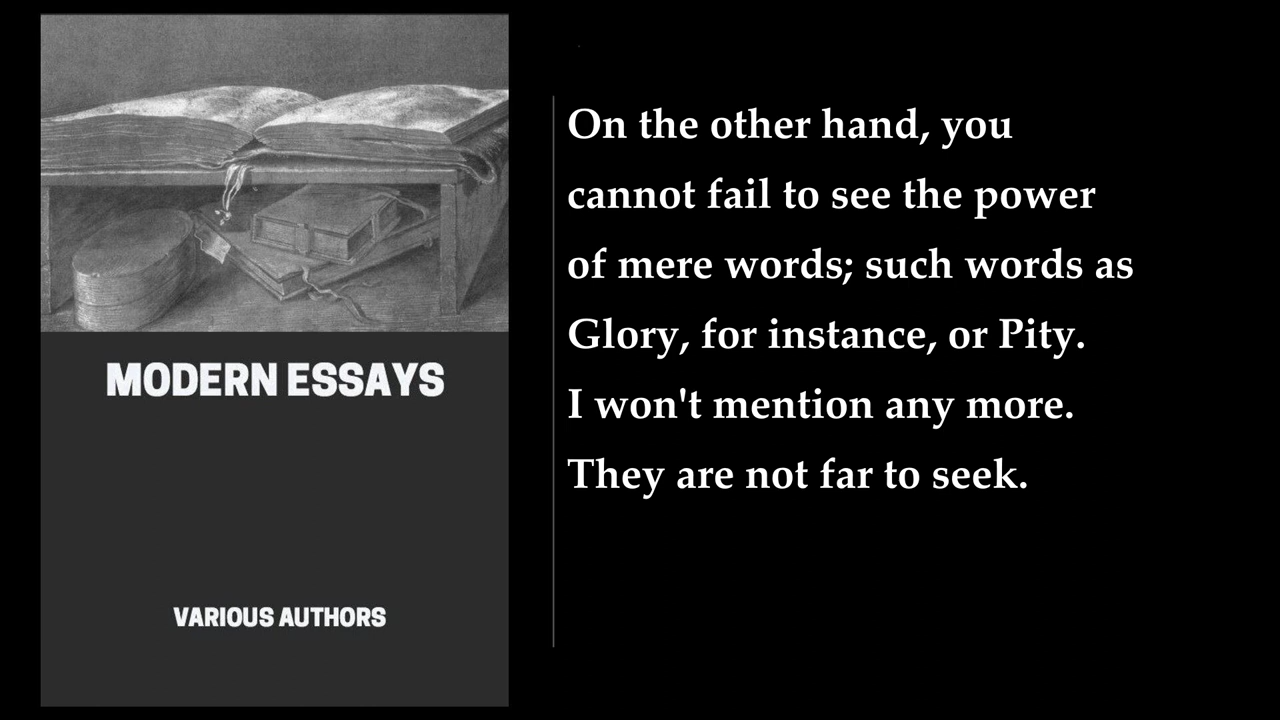 MODERN ESSAYS
VARIOUS AUTHORS
On the other hand, you
cannot fail to see the power
of mere words; such words as
Glory, for instance, or Pity.
I won't mention any more.
They are not far to seek.